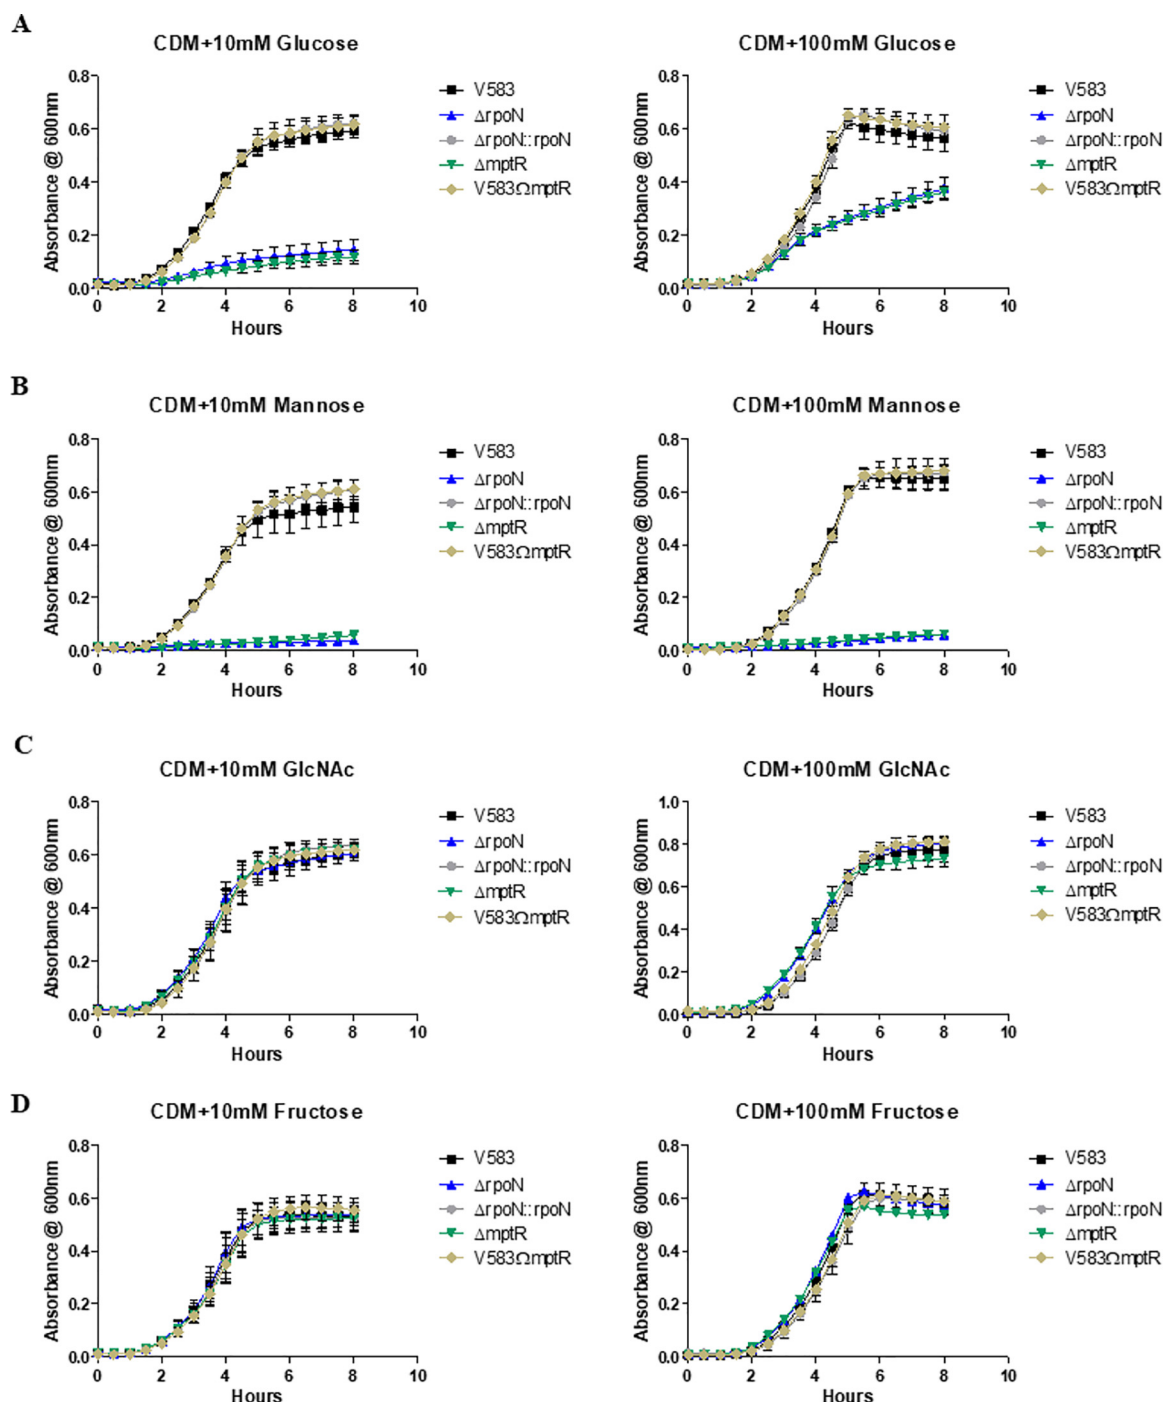 A
CDM+10mM Glucose
Absorbance @ 600nm
0.8
0.6
0.4
0.2
0.0
0 2 4 6 8 10
Hours
V583
ΔrpoN
ΔrpoN::rpoN
ΔmptR
V583ΩmptR
CDM+100mM Glucose
Absorbance @ 600nm
0.8
0.6
0.4
0.2
0.0
0 2 4 6 8 10
Hours
V583
ΔrpoN
ΔrpoN::rpoN
ΔmptR
V583ΩmptR
B
CDM+10mM Mannose
Absorbance @ 600nm
0.8
0.6
0.4
0.2
0.0
0 2 4 6 8 10
Hours
V583
ΔrpoN
ΔrpoN::rpoN
ΔmptR
V583ΩmptR
CDM+100mM Mannose
Absorbance @ 600nm
0.8
0.6
0.4
0.2
0.0
0 2 4 6 8 10
Hours
V583
ΔrpoN
ΔrpoN::rpoN
ΔmptR
V583ΩmptR
C
CDM+10mM GlcNAc
Absorbance @ 600nm
0.8
0.6
0.4
0.2
0.0
0 2 4 6 8 10
Hours
V583
ΔrpoN
ΔrpoN::rpoN
ΔmptR
V583ΩmptR
CDM+100mM GlcNAc
Absorbance @ 600nm
1.0
0.8
0.6
0.4
0.2
0.0
0 2 4 6 8 10
Hours
V583
ΔrpoN
ΔrpoN::rpoN
ΔmptR
V583ΩmptR
D
CDM+10mM Fructose
Absorbance @ 600nm
0.8
0.6
0.4
0.2
0.0
0 2 4 6 8 10
Hours
V583
ΔrpoN
ΔrpoN::rpoN
ΔmptR
V583ΩmptR
CDM+100mM Fructose
Absorbance @ 600nm
0.8
0.6
0.4
0.2
0.0
0 2 4 6 8 10
Hours
V583
ΔrpoN
ΔrpoN::rpoN
ΔmptR
V583ΩmptR